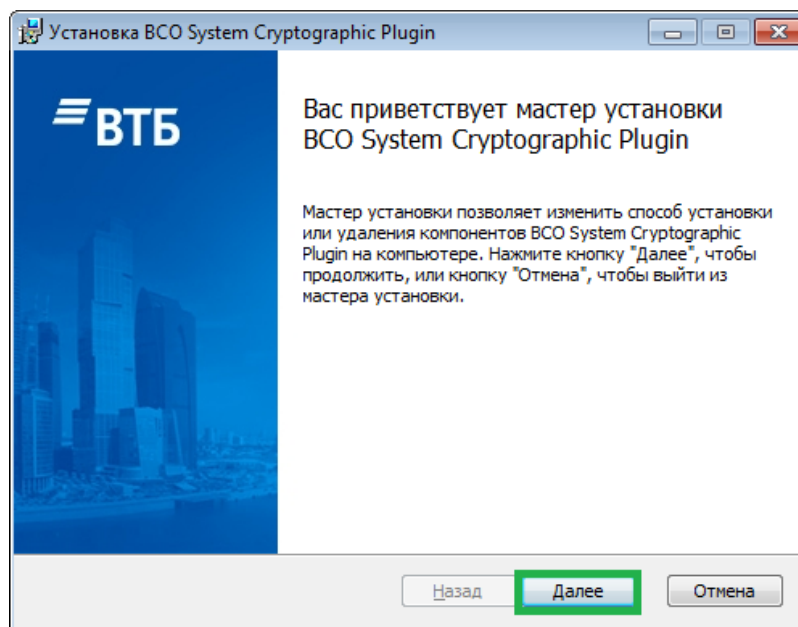 Установка BCO System Cryptographic Plugin
ВТБ
Вас приветствует мастер установки
BCO System Cryptographic Plugin
Мастер установки позволяет изменить способ установки
или удаления компонентов BCO System Cryptographic
Plugin на компьютере. Нажмите кнопку "Далее", чтобы
продолжить, или кнопку "Отмена", чтобы выйти из
мастера установки.
Назад
Далее
Отмена